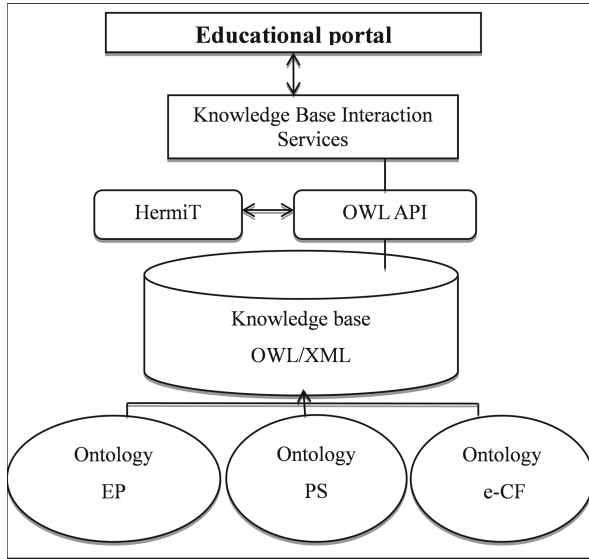 Educational portal
Knowledge Base Interaction
Services
HermiT
OWL API
Knowledge base
OWL/XML
Ontology
EP
Ontology
PS
Ontology
e-CF